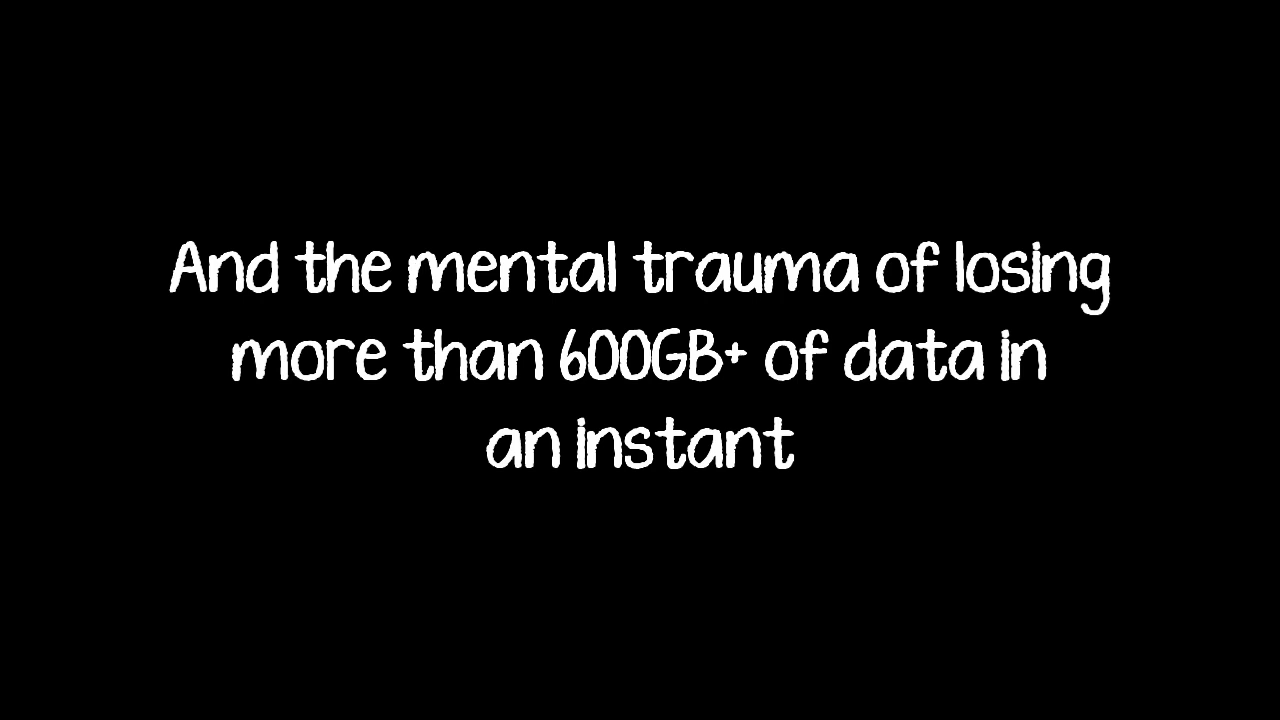 And the mental trauma of losing
more than 600GB+ of data in
an instant